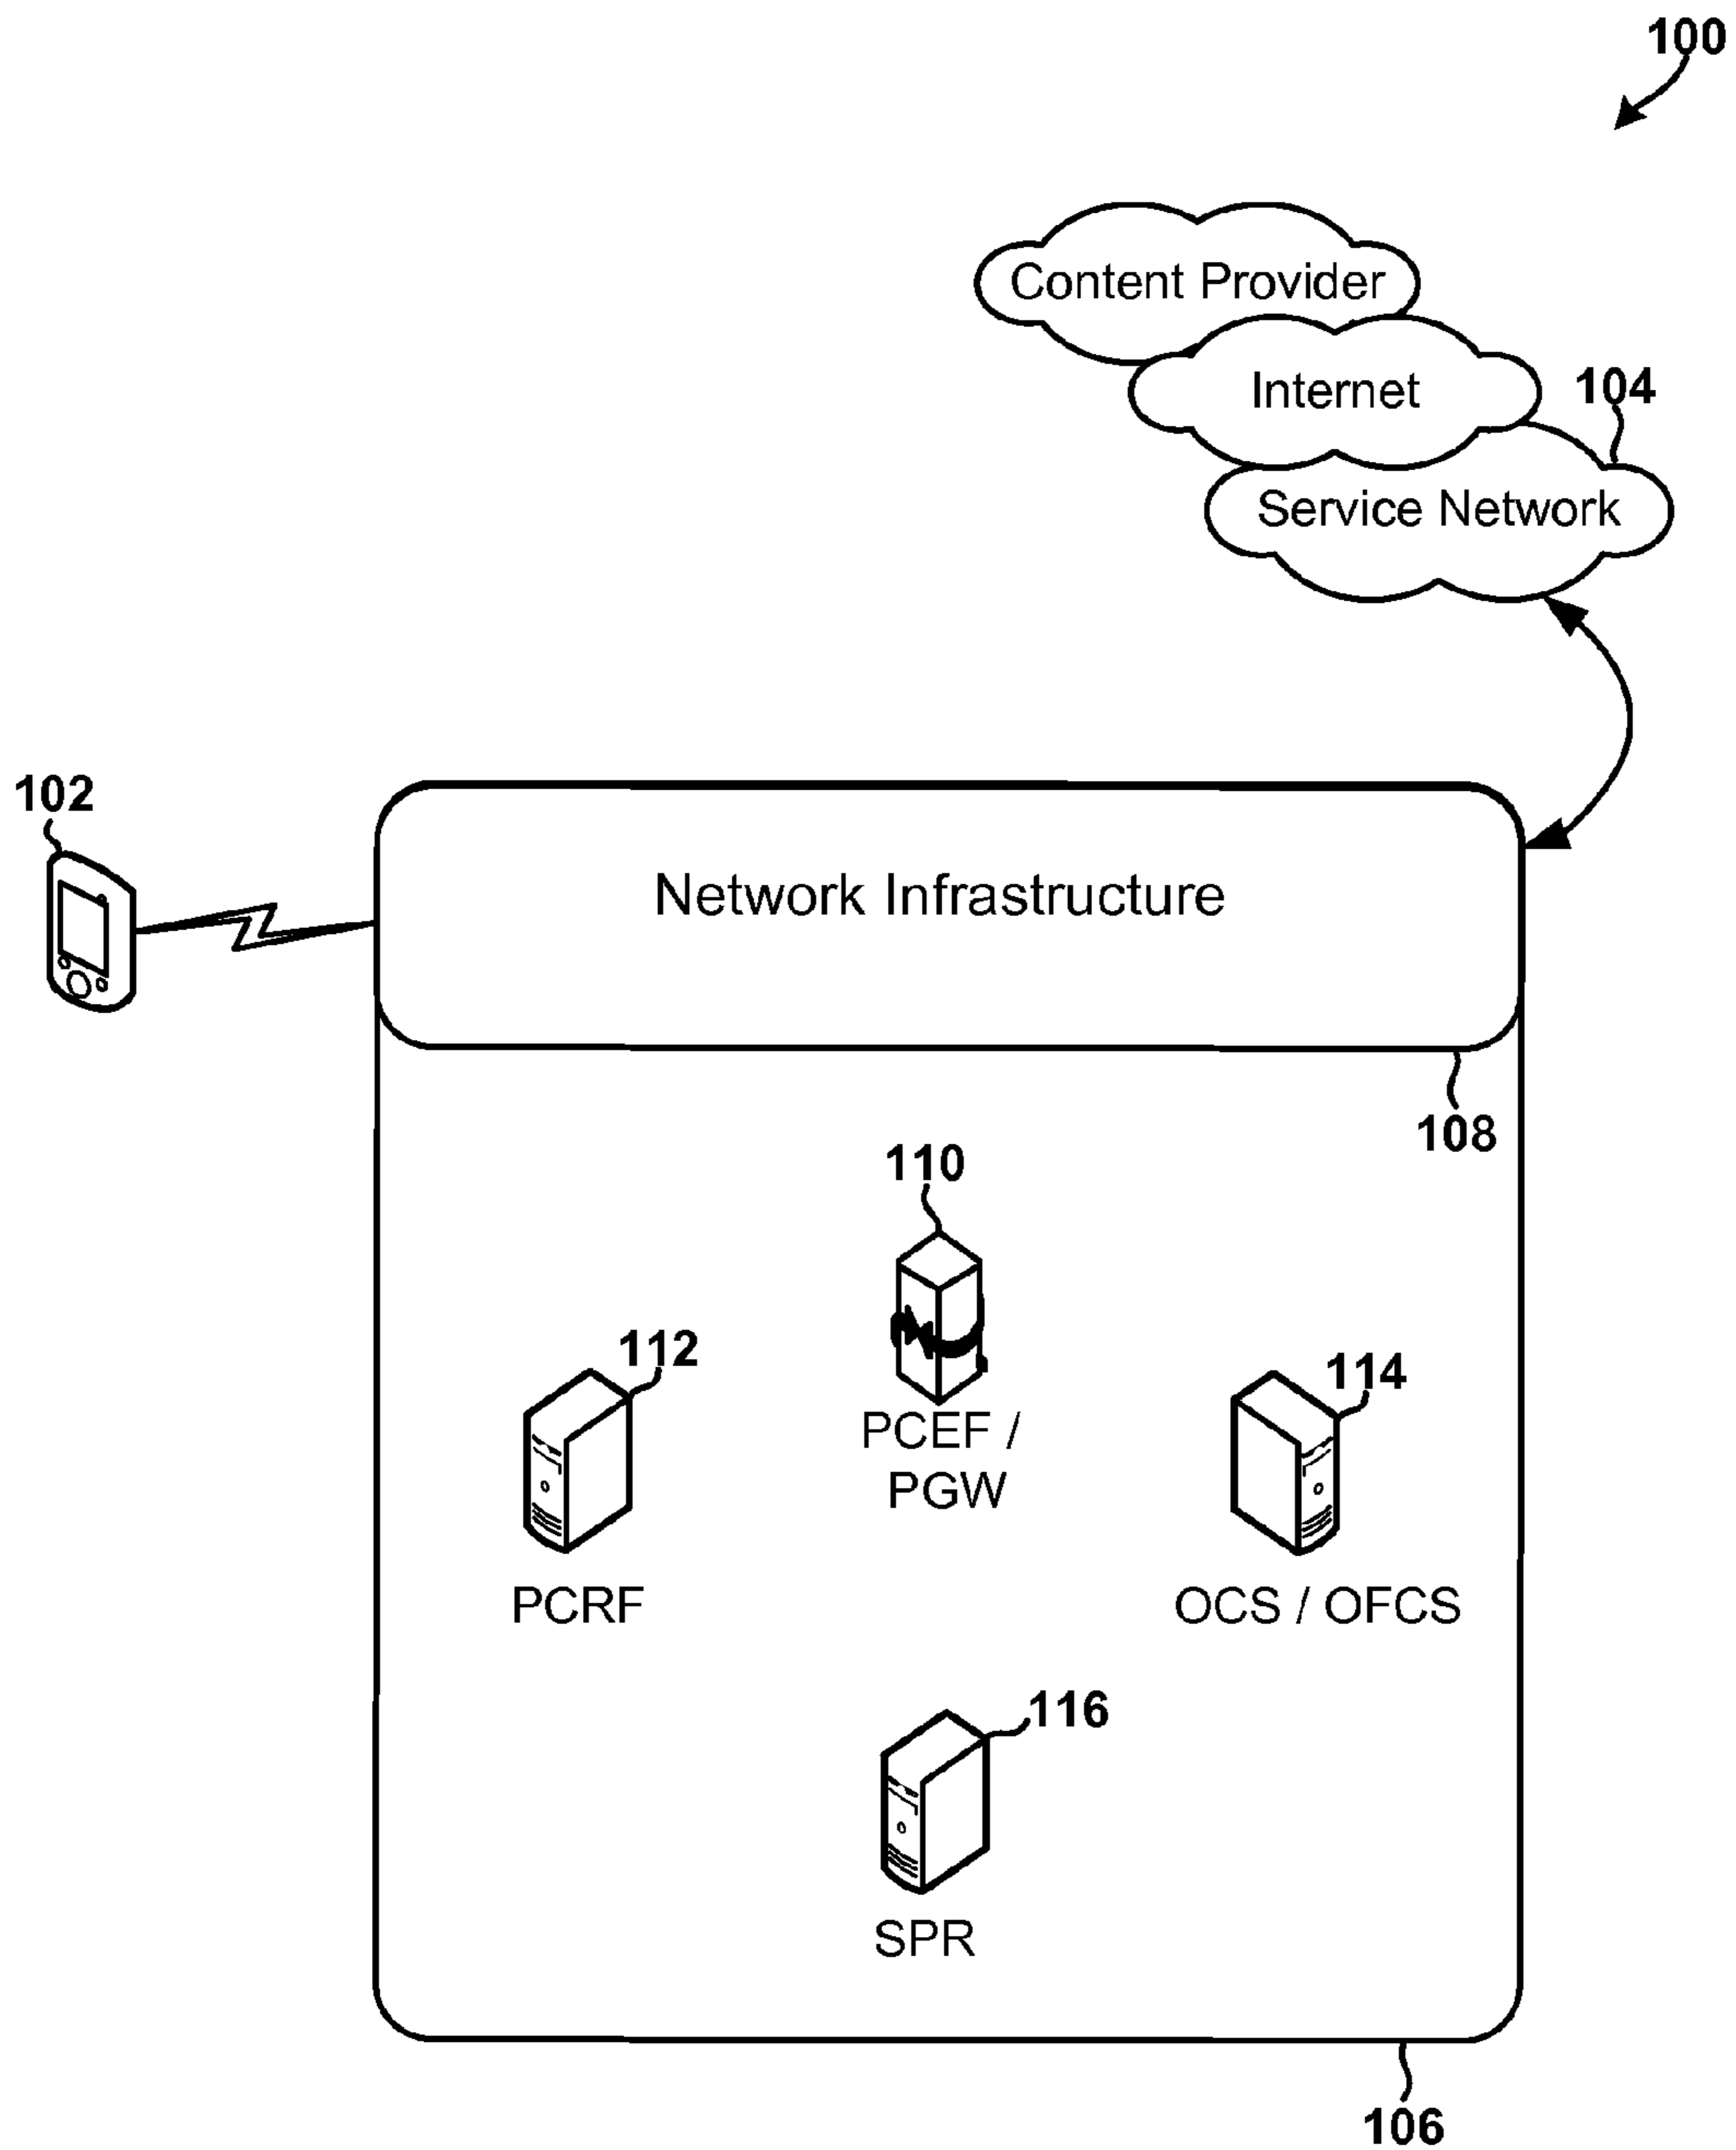 100
Content Provider
Internet
104
Service Network
102
Network Infrastructure
108
110
112
114
PCEF /
PGW
PCRF
OCS / OFCS
116
SPR
106